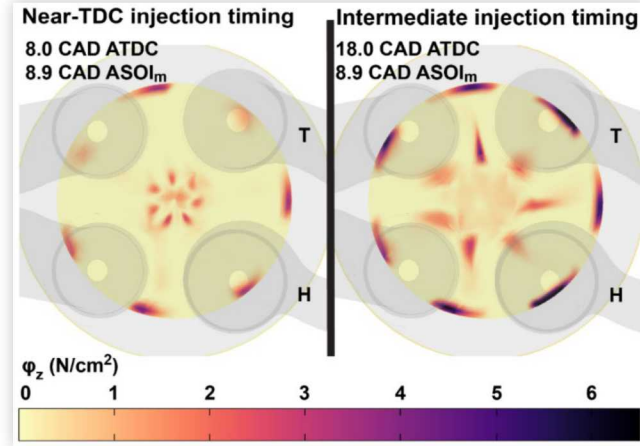 Near-TDC injection timing
8.0 CAD ATDC
8.9 CAD ASOIm
T
H
Intermediate injection timing
18.0 CAD ATDC
8.9 CAD ASOIm
T
H
φz (N/cm²)
0 1 2 3 4 5 6